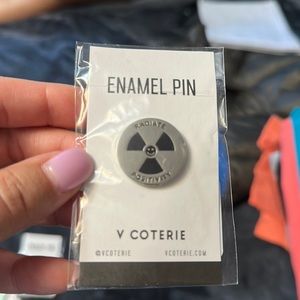 ENAMEL PIN
RADIATE
POSITIVITY
V COTERIE
@VCOTERIE VCOTERIE.COM